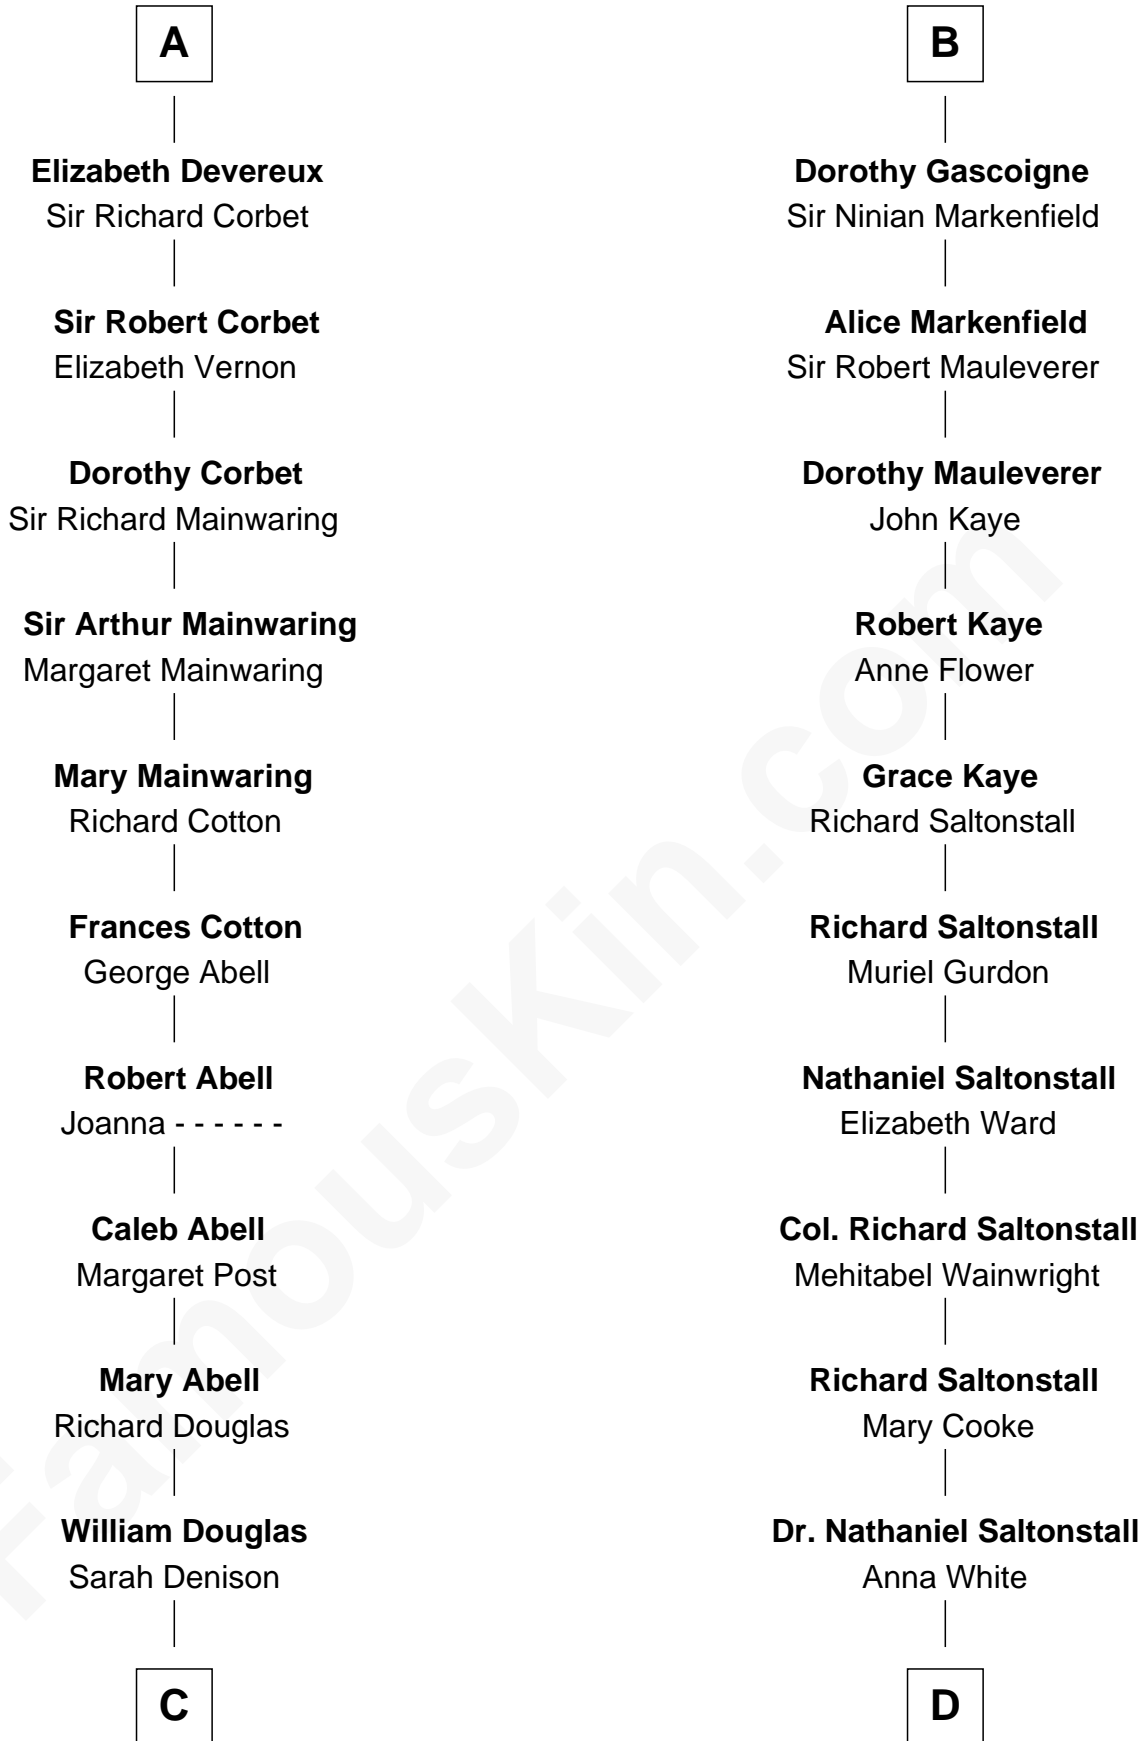 A
Elizabeth Devereux
Sir Richard Corbet
Sir Robert Corbet
Elizabeth Vernon
Dorothy Corbet
Sir Richard Mainwaring
Sir Arthur Mainwaring
Margaret Mainwaring
Mary Mainwaring
Richard Cotton
Frances Cotton
George Abell
Robert Abell
Joanna - - - - - -
Caleb Abell
Margaret Post
Mary Abell
Richard Douglas
William Douglas
Sarah Denison
C
B
Dorothy Gascoigne
Sir Ninian Markenfield
Alice Markenfield
Sir Robert Mauleverer
Dorothy Mauleverer
John Kaye
Robert Kaye
Anne Flower
Grace Kaye
Richard Saltonstall
Richard Saltonstall
Muriel Gurdon
Nathaniel Saltonstall
Elizabeth Ward
Col. Richard Saltonstall
Mehitabel Wainwright
Richard Saltonstall
Mary Cooke
Dr. Nathaniel Saltonstall
Anna White
D
FamousKin.com